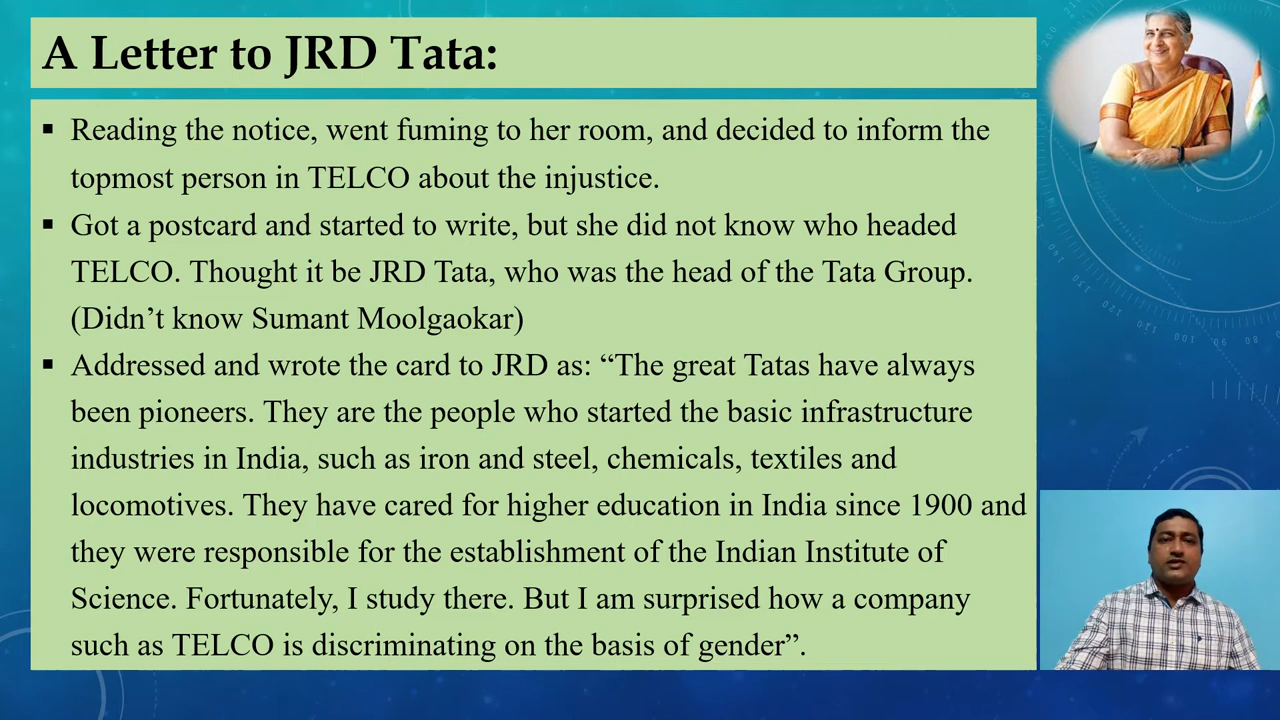 A Letter to JRD Tata:
▪ Reading the notice, went fuming to her room, and decided to inform the
topmost person in TELCO about the injustice.
▪ Got a postcard and started to write, but she did not know who headed
TELCO. Thought it be JRD Tata, who was the head of the Tata Group.
(Didn’t know Sumant Moolgaokar)
▪ Addressed and wrote the card to JRD as: “The great Tatas have always
been pioneers. They are the people who started the basic infrastructure
industries in India, such as iron and steel, chemicals, textiles and
locomotives. They have cared for higher education in India since 1900 and
they were responsible for the establishment of the Indian Institute of
Science. Fortunately, I study there. But I am surprised how a company
such as TELCO is discriminating on the basis of gender”.